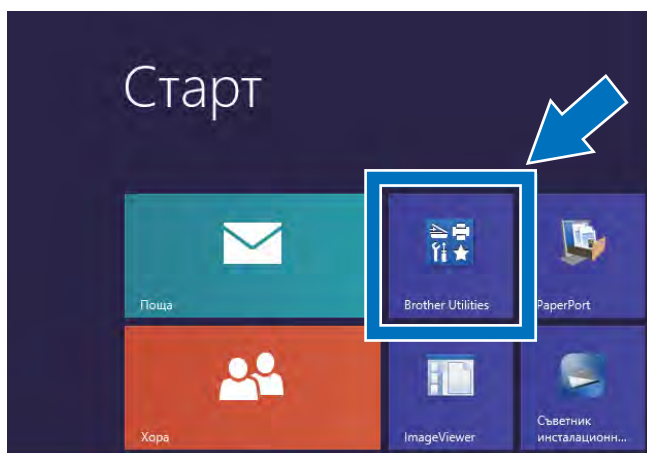 Старт
Поща
Brother Utilities
PaperPort
Хора
ImageViewer
Съветник
инсталационн...